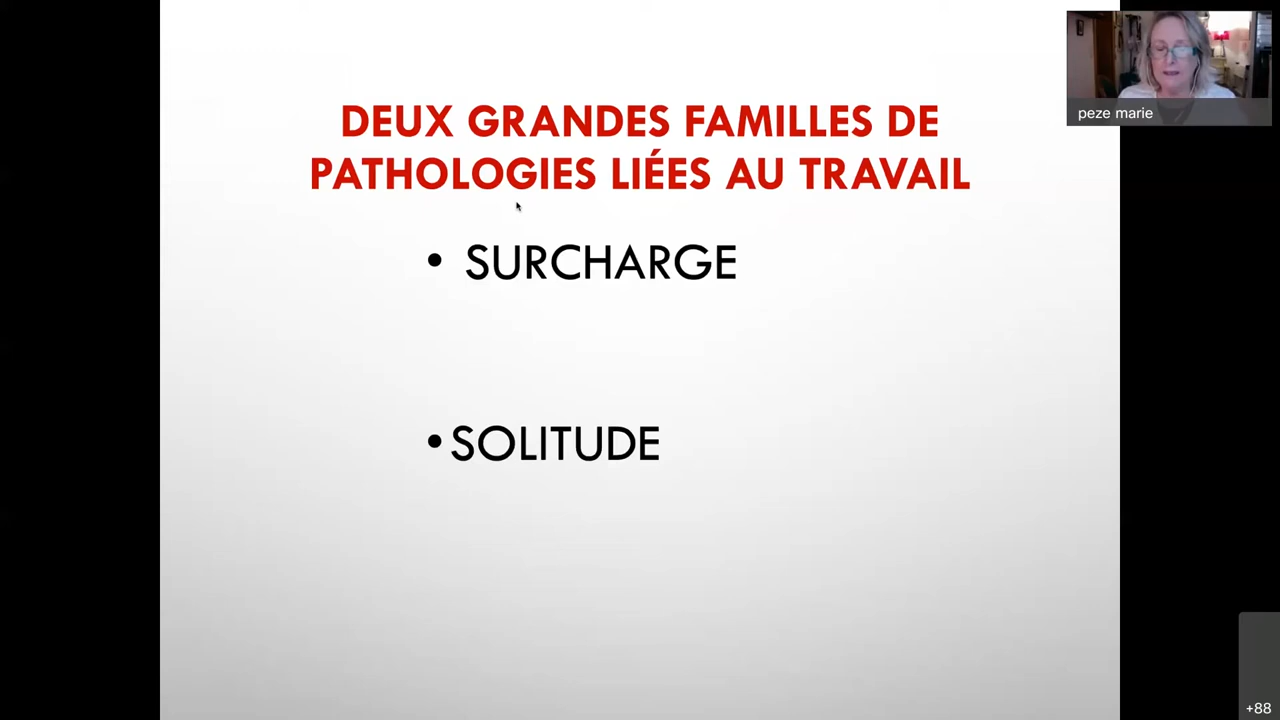 DEUX GRANDES FAMILLES DE
PATHOLOGIES LIÉES AU TRAVAIL
• SURCHARGE
• SOLITUDE
peze marie
+88